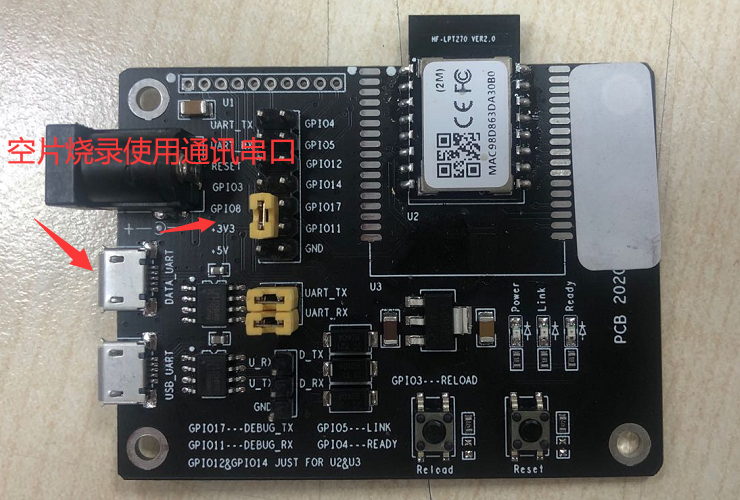 HF-LPT270 VER2.0
(2M)
CE FC
MAC98D863DA30B0
U1
UART_TX
GPIO4
GPIO5
空片烧录使用通讯串口
RESET
GPIO12
GPIO3
GPIO14
GPIO8
GPIO17
+3V3
GPIO11
+5V
GND
U2
U3
DATA_UART
UART_TX
UART_RX
Power
Link
Ready
PCB 202
USB_UART
U_RX
D_TX
U_TX
D_RX
GND
GPIO3---RELOAD
GPIO17---DEBUG_TX
GPIO5---LINK
GPIO11---DEBUG_RX
GPIO4---READY
GPIO12&GPIO14 JUST FOR U2&U3
Reload
Reset